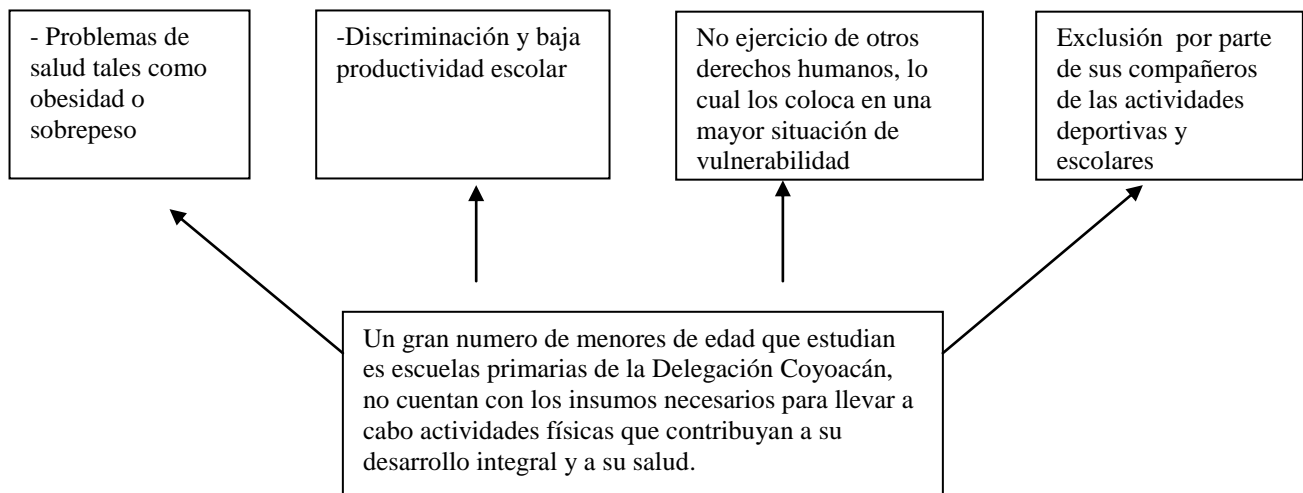 - Problemas de
salud tales como
obesidad o
sobrepeso
-Discriminación y baja
productividad escolar
No ejercicio de otros
derechos humanos, lo
cual los coloca en una
mayor situación de
vulnerabilidad
Exclusión  por parte
de sus compañeros
de las actividades
deportivas y
escolares
Un gran numero de menores de edad que estudian
es escuelas primarias de la Delegación Coyoacán,
no cuentan con los insumos necesarios para llevar a
cabo actividades físicas que contribuyan a su
desarrollo integral y a su salud.